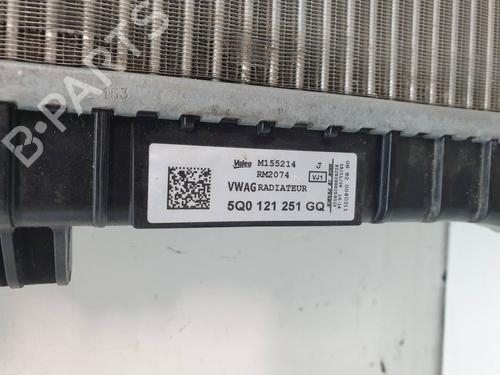 B-PARTS
163
Valeo M155214 J
RM2074 VJ1
VWAG RADIATEUR
5Q0 121 251 GQ